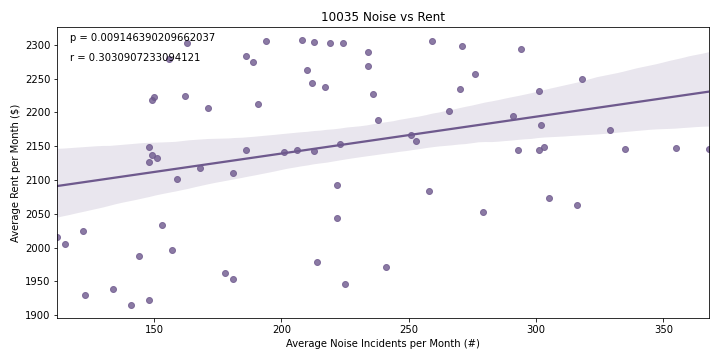 10035 Noise vs Rent
p = 0.009146390209662037
r = 0.3030907233094121
2300
2250
2200
2150
2100
2050
2000
1950
1900
Average Rent per Month ($)
150 200 250 300 350
Average Noise Incidents per Month (#)